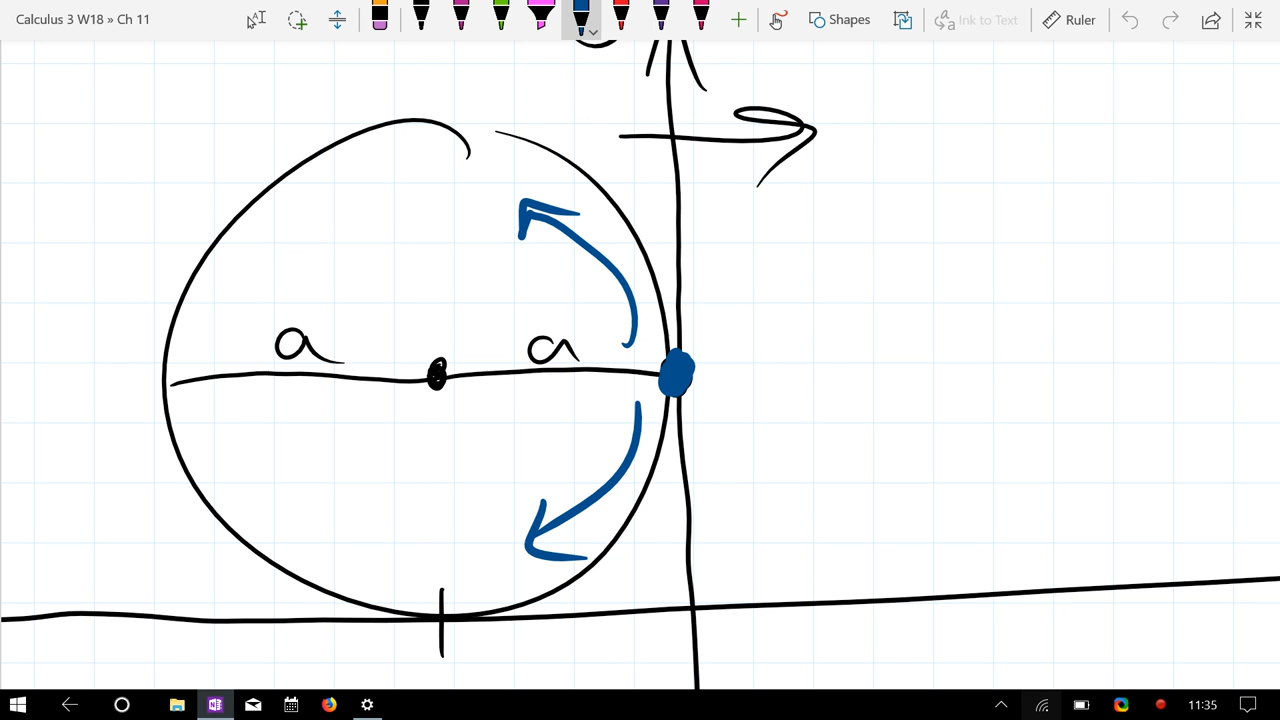 Calculus 3 W18 » Ch 11
Shapes
Ink to Text
Ruler
a
a
11:35